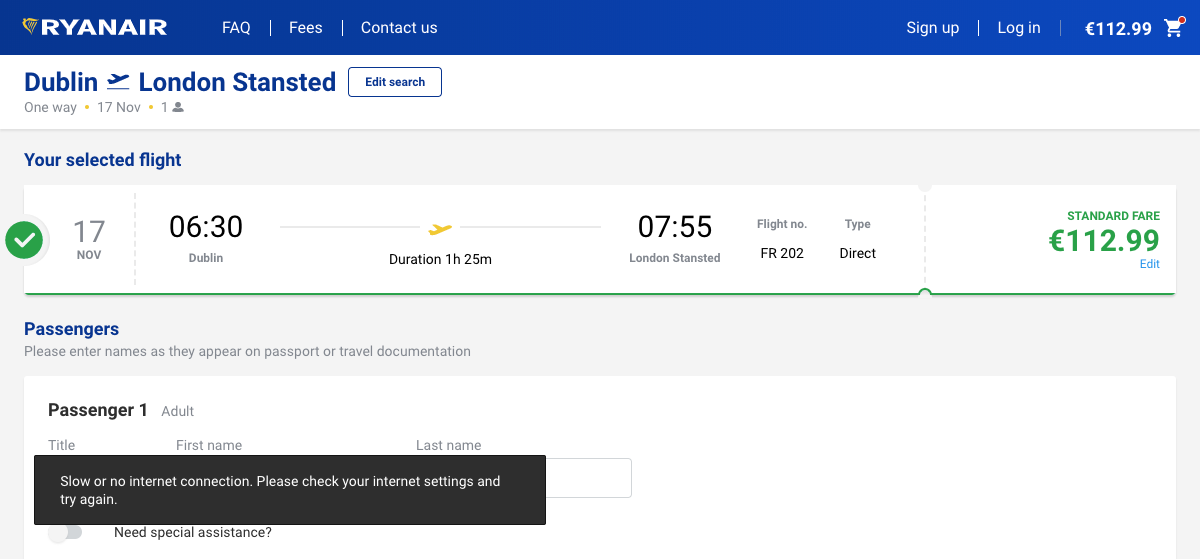 RYANAIR FAQ Fees Contact us Sign up Log in €112.99
Dublin London Stansted Edit search
One way • 17 Nov • 1
Your selected flight
17
NOV
06:30
Dublin
Duration 1h 25m
07:55
London Stansted
Flight no.
FR 202
Type
Direct
STANDARD FARE
€112.99
Edit
Passengers
Please enter names as they appear on passport or travel documentation
Passenger 1 Adult
Title First name Last name
Slow or no internet connection. Please check your internet settings and
try again.
Need special assistance?